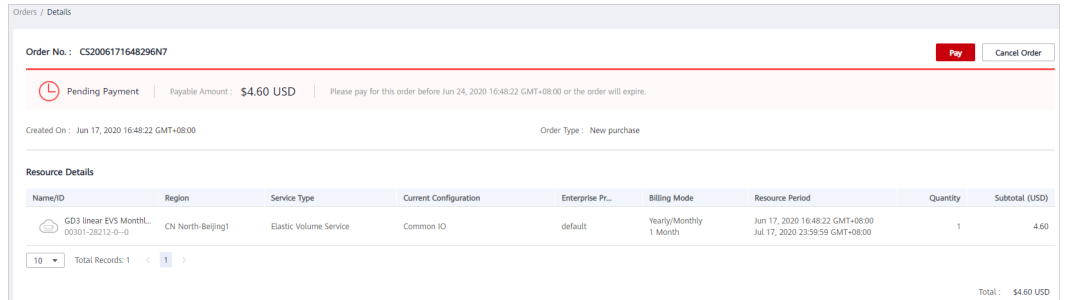 Orders / Details
Order No. : CS2006171648296N7
Pay
Cancel Order
Pending Payment
Payable Amount : $4.60 USD
Please pay for this order before Jun 24, 2020 16:48:22 GMT+08:00 or the order will expire.
Created On : Jun 17, 2020 16:48:22 GMT+08:00
Order Type : New purchase
Resource Details
Name/ID Region Service Type Current Configuration Enterprise Pr... Billing Mode Resource Period Quantity Subtotal (USD)
GD3 linear EVS Monthl... CN North-Beijing1 Elastic Volume Service Common IO default Yearly/Monthly Jun 17, 2020 16:48:22 GMT+08:00 1 4.60
00301-28212-0--0 1 Month Jul 17, 2020 23:59:59 GMT+08:00
10 Total Records: 1 < 1 >
Total : $4.60 USD